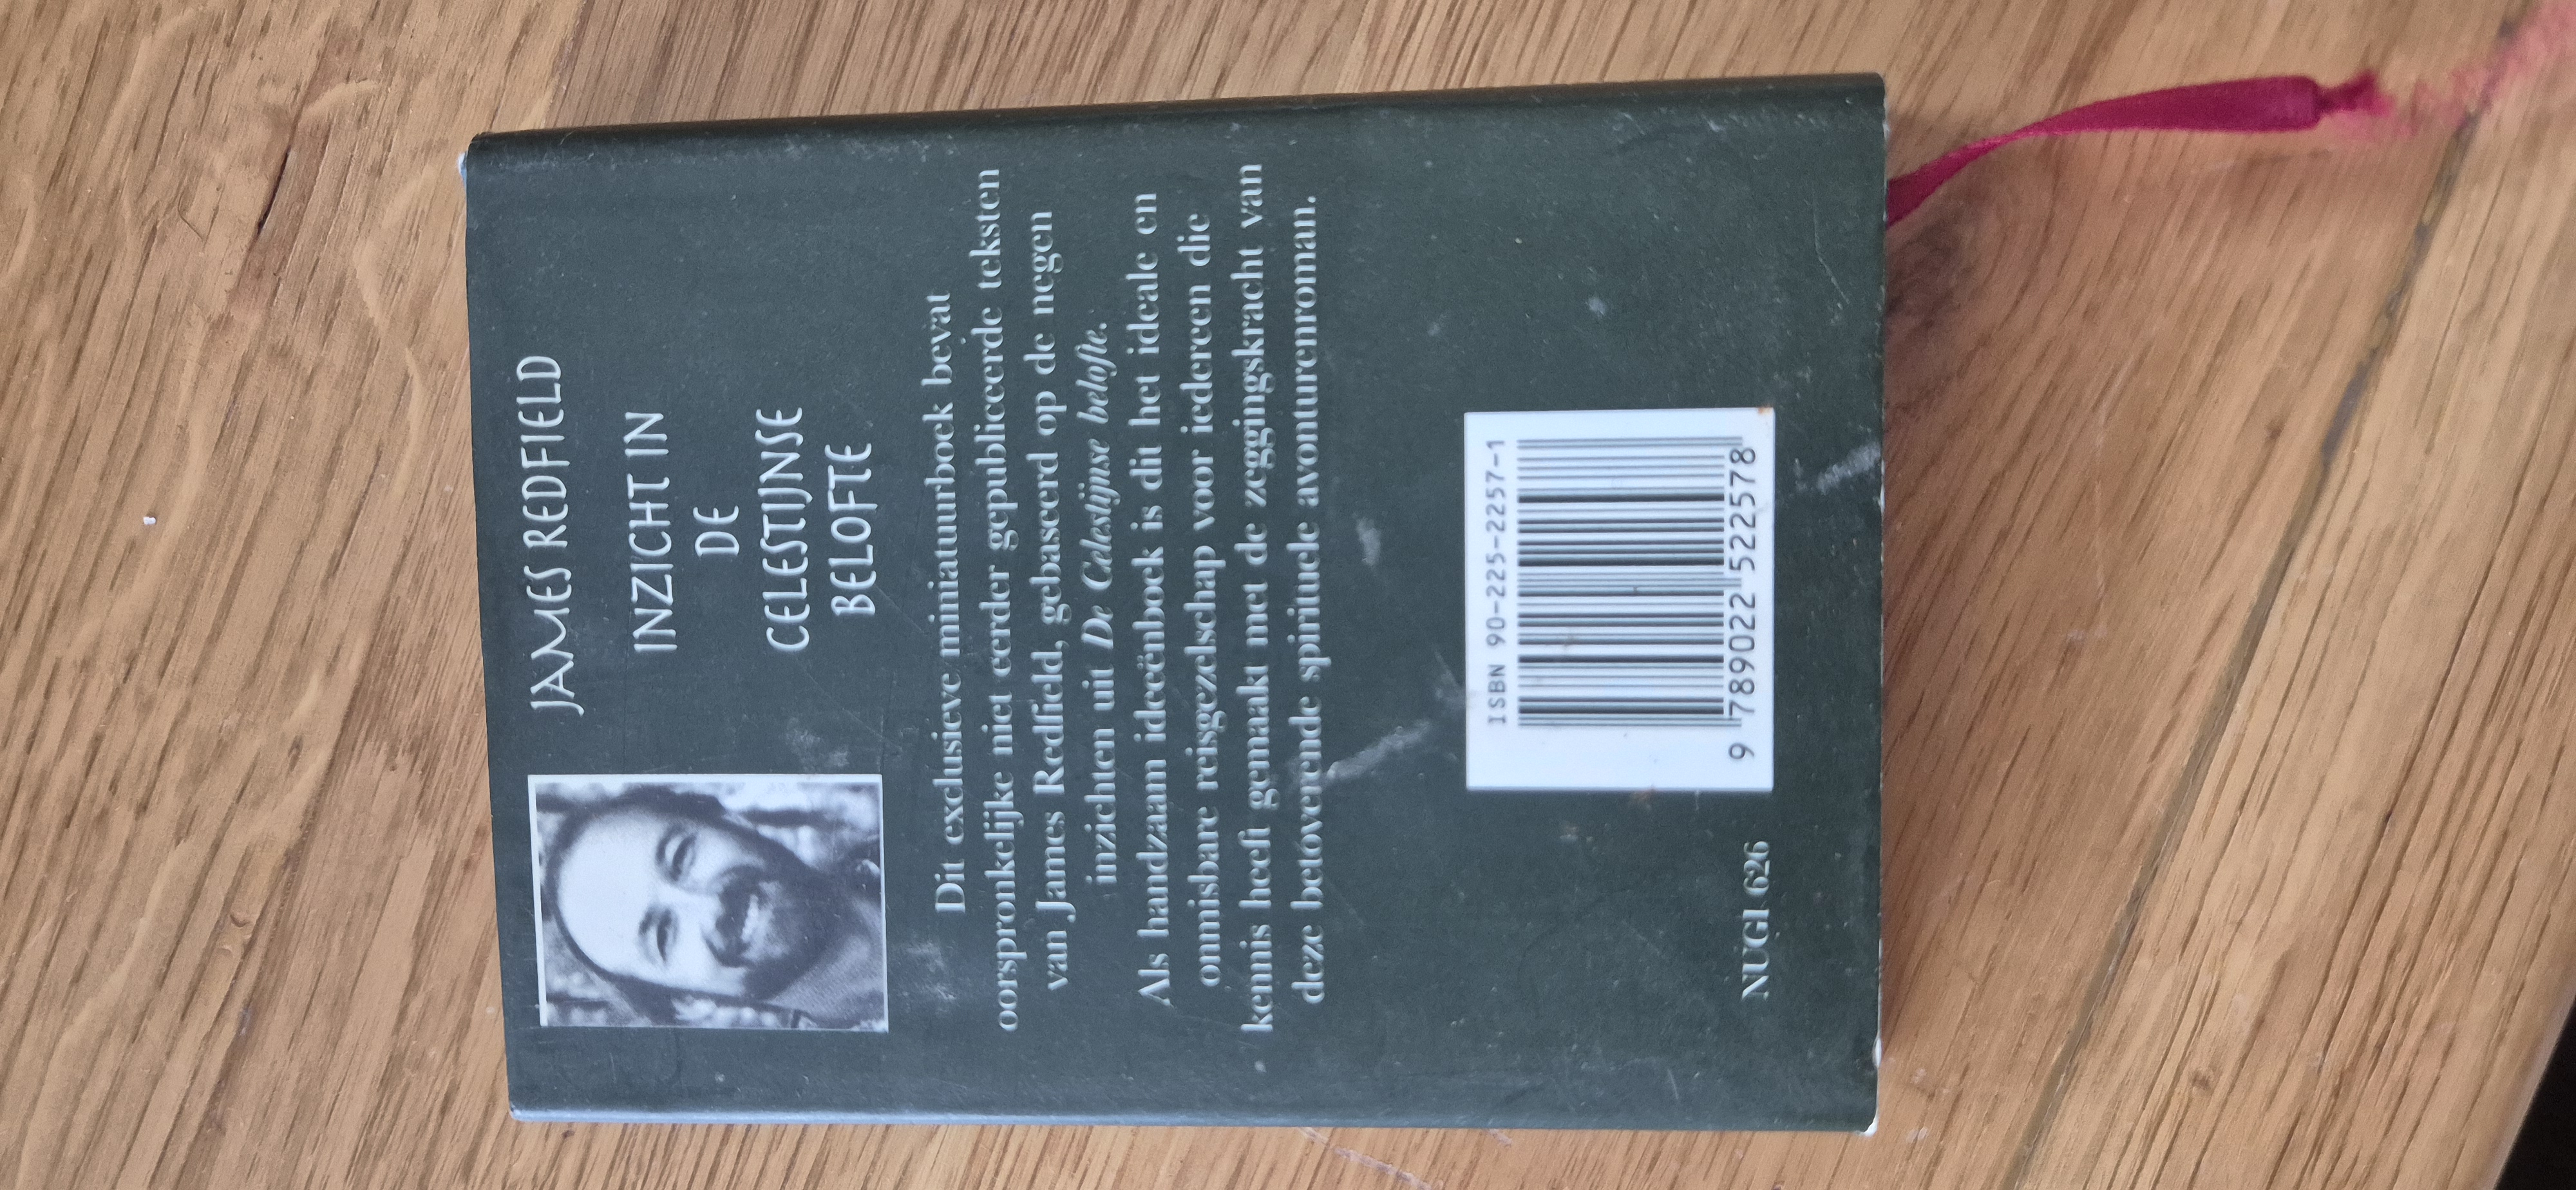 JAMES REDFIELD
INZICHT IN
DE
CELESTIJNSE
BELOFTE
Dit exclusieve miniatuurboek bevat
oorspronkelijke niet eerder gepubliceerde teksten
van James Redfield, gebaseerd op de negen
inzichten uit De Celestijnse belofte.
Als handzaam ideeënboek is dit het ideale en
onmisbare reisgezelschap voor iedereen die
kennis heeft gemaakt met de zeggingskracht van
deze betoverende spirituele avonturenroman.
ISBN 90-225-2257-1
9 789022 522578
NUGI 626